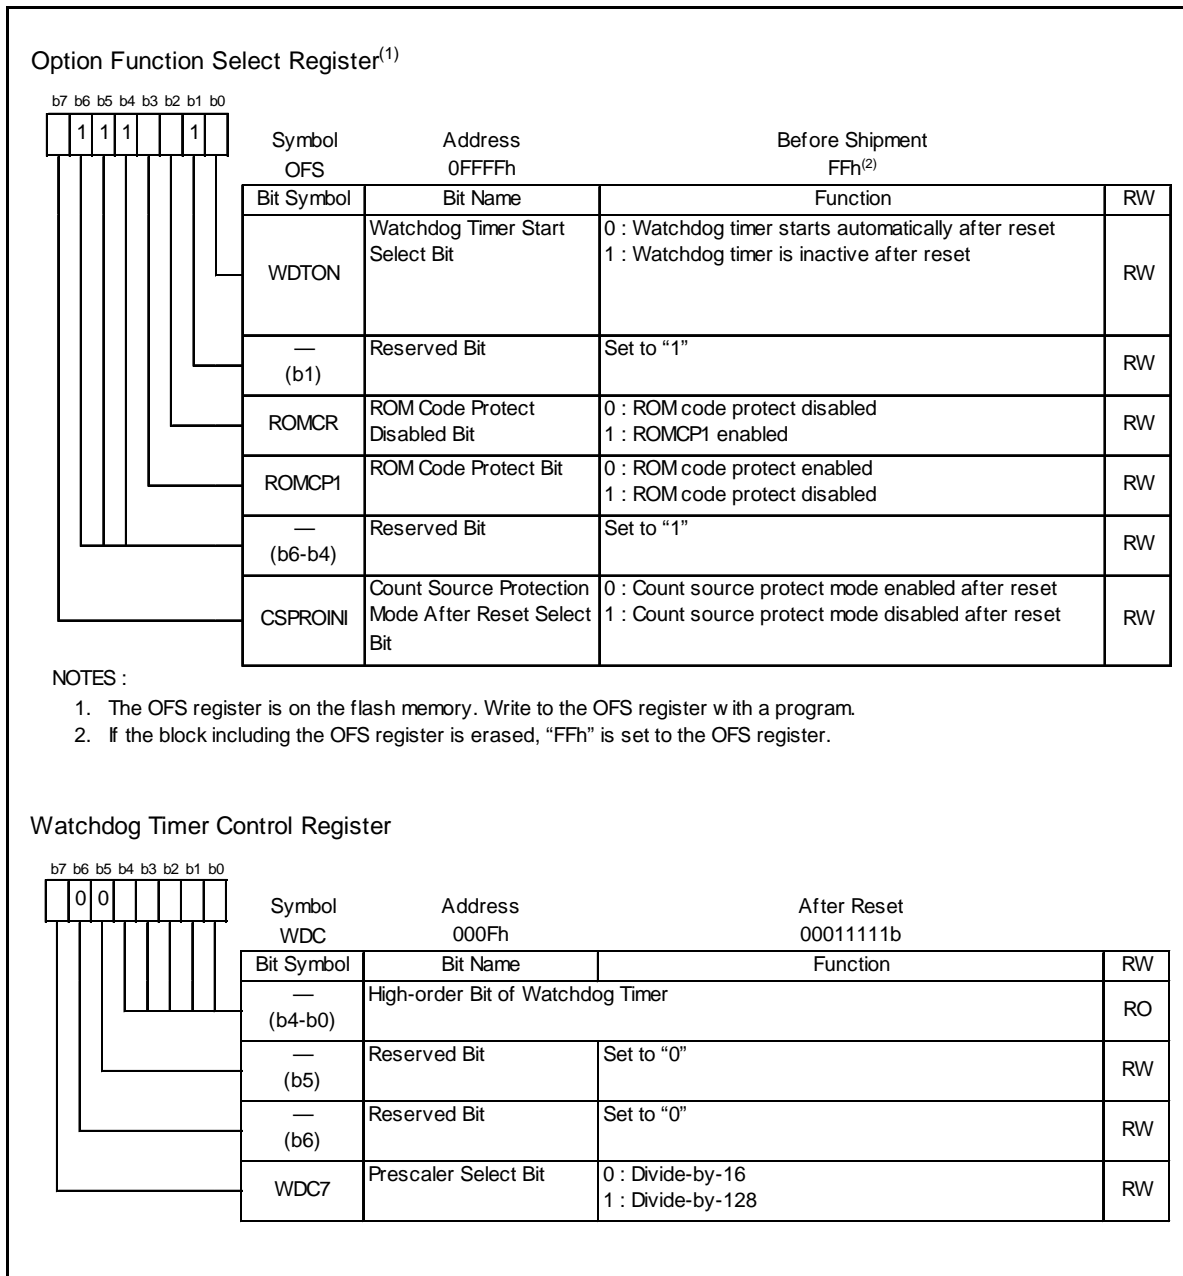 Option Function Select Register(1)
b7 b6 b5 b4 b3 b2 b1 b0
1 1 1 1
Symbol Address Before Shipment
OFS 0FFFFh FFh(2)
Bit Symbol Bit Name Function RW
WDTON Watchdog Timer Start 0 : Watchdog timer starts automatically after reset RW
Select Bit 1 : Watchdog timer is inactive after reset
— Reserved Bit Set to “1” RW
(b1)
ROMCR ROM Code Protect 0 : ROM code protect disabled RW
Disabled Bit 1 : ROMCP1 enabled
ROMCP1 ROM Code Protect Bit 0 : ROM code protect enabled RW
1 : ROM code protect disabled
— Reserved Bit Set to “1” RW
(b6-b4)
Count Source Protection 0 : Count source protect mode enabled after reset
CSPROINI Mode After Reset Select 1 : Count source protect mode disabled after reset RW
Bit
NOTES :
1. The OFS register is on the flash memory. Write to the OFS register with a program.
2. If the block including the OFS register is erased, “FFh” is set to the OFS register.
Watchdog Timer Control Register
b7 b6 b5 b4 b3 b2 b1 b0
0 0
Symbol Address After Reset
WDC 000Fh 00011111b
Bit Symbol Bit Name Function RW
— High-order Bit of Watchdog Timer RO
(b4-b0)
— Reserved Bit Set to “0” RW
(b5)
— Reserved Bit Set to “0” RW
(b6)
WDC7 Prescaler Select Bit 0 : Divide-by-16 RW
1 : Divide-by-128